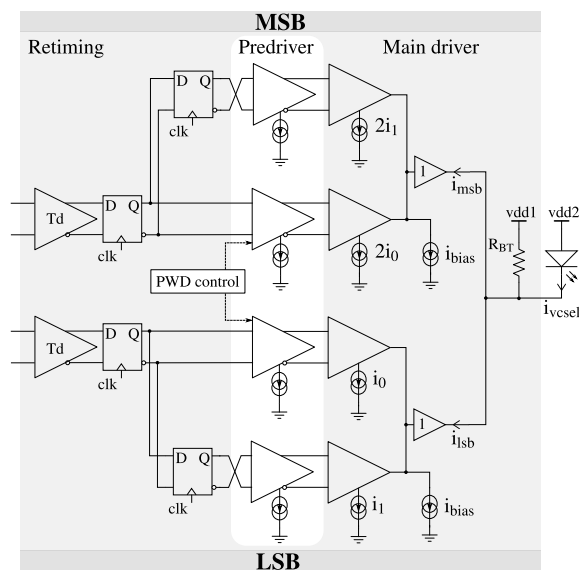 MSB
Retiming Predriver Main driver
D Q
clk
2i1
1
imsb
Td
D Q
clk
2i0
ibias
vdd1 vdd2
RBT
ivcsel
PWD control
Td
D Q
clk
i0
1
ilsb
D Q
clk
i1
ibias
LSB